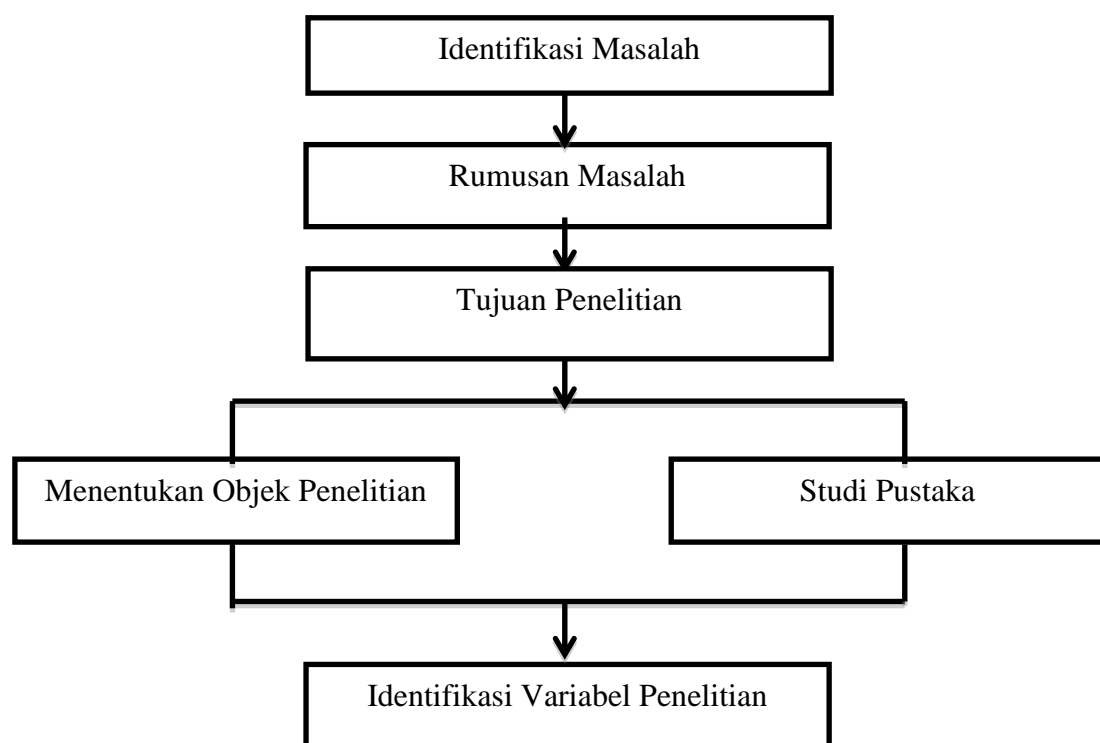 Identifikasi Masalah
Rumusan Masalah
Tujuan Penelitian
Menentukan Objek Penelitian
Studi Pustaka
Identifikasi Variabel Penelitian